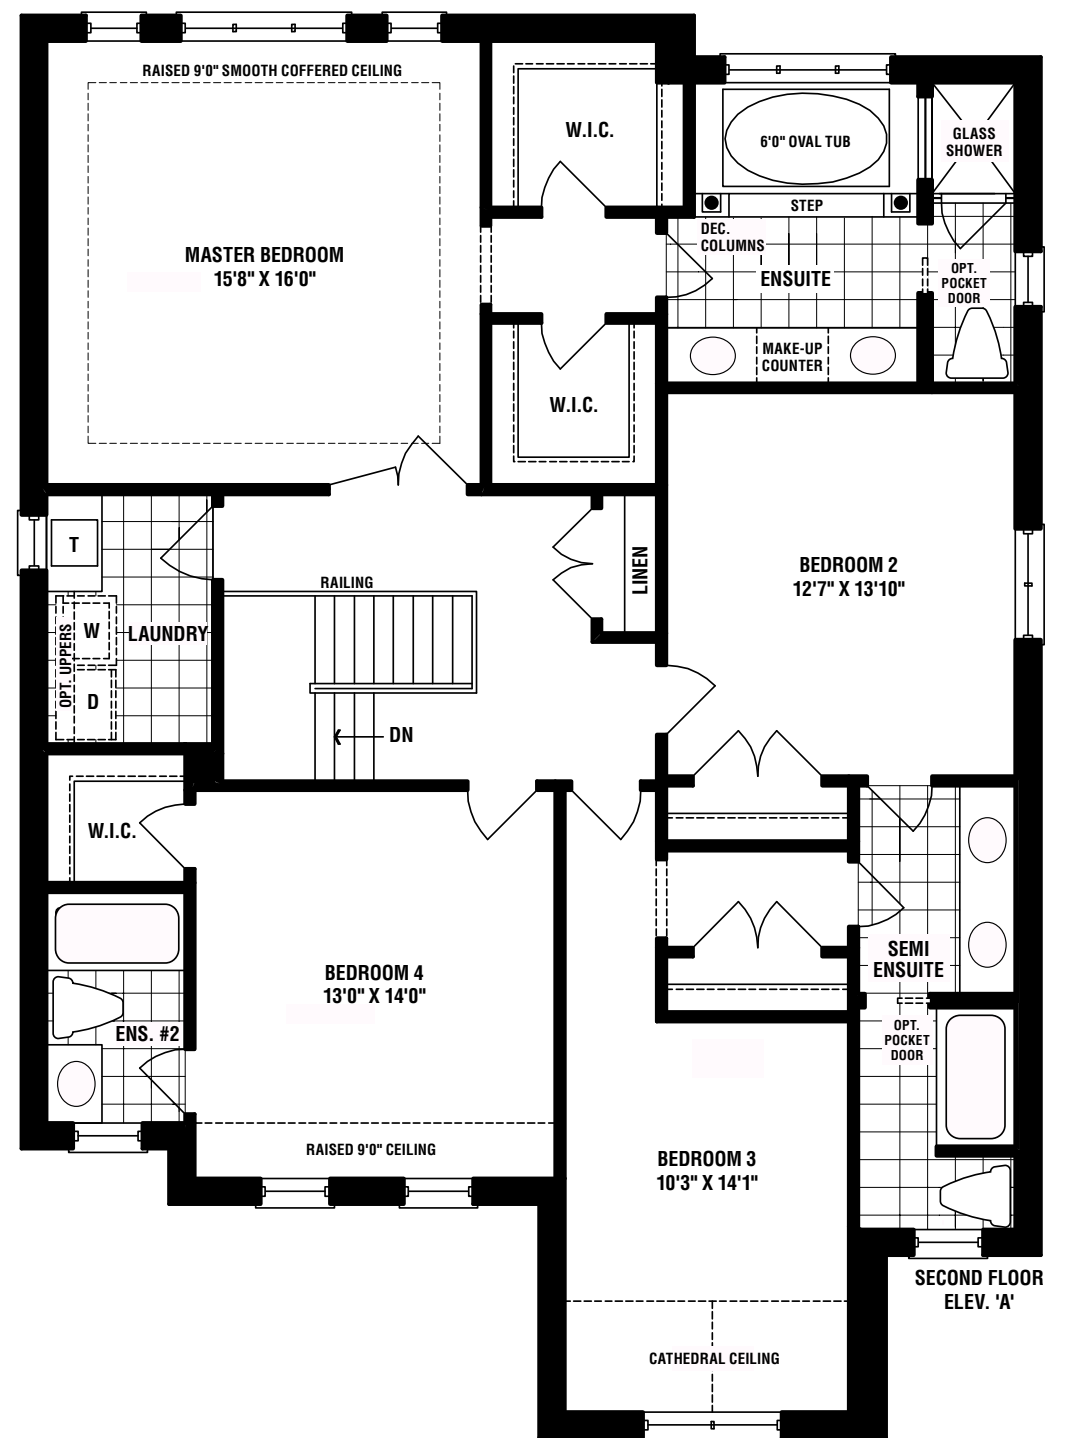 RAISED 9'0" SMOOTH COFFERED CEILING
W.I.C.
6'0" OVAL TUB
GLASS
SHOWER
STEP
DEC.
COLUMNS
MASTER BEDROOM
15'8" X 16'0"
ENSUITE
OPT.
POCKET
DOOR
MAKE-UP
COUNTER
W.I.C.
T
LINEN
BEDROOM 2
12'7" X 13'10"
RAILING
OPT. UPPERS
W
LAUNDRY
D
DN
W.I.C.
SEMI
ENSUITE
BEDROOM 4
13'0" X 14'0"
ENS. #2
OPT.
POCKET
DOOR
RAISED 9'0" CEILING
BEDROOM 3
10'3" X 14'1"
SECOND FLOOR
ELEV. 'A'
CATHEDRAL CEILING